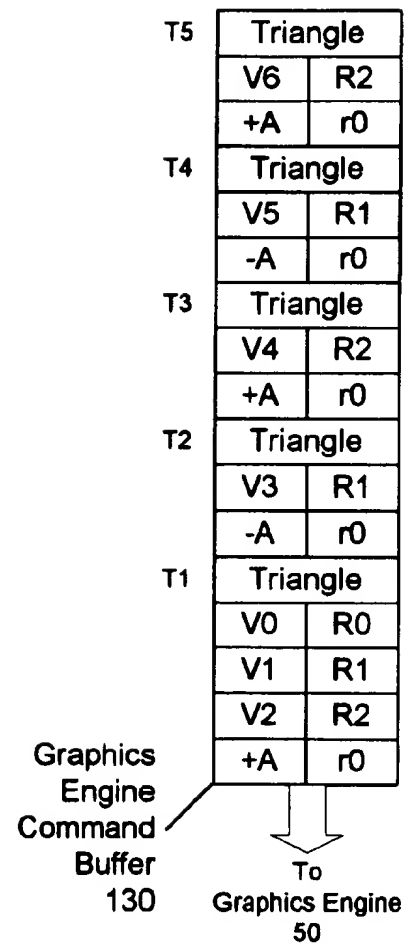 T5 Triangle
V6 R2
+A r0
T4 Triangle
V5 R1
-A r0
T3 Triangle
V4 R2
+A r0
T2 Triangle
V3 R1
-A r0
T1 Triangle
V0 R0
V1 R1
V2 R2
+A r0
Graphics
Engine
Command
Buffer
130
To
Graphics Engine
50